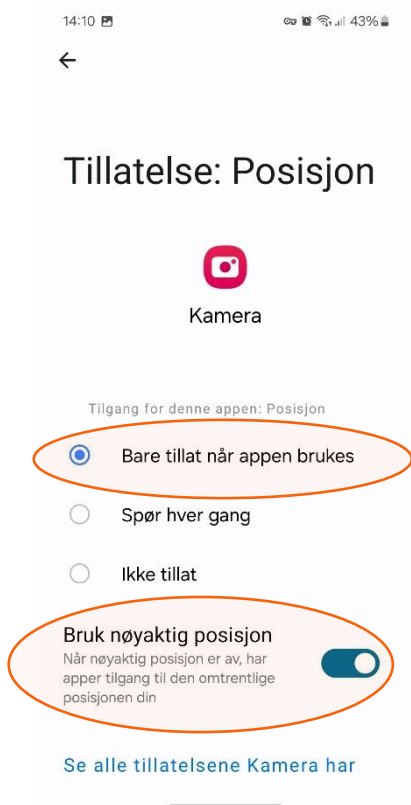 14:10 43%
Tillatelse: Posisjon
Kamera
Tilgang for denne appen: Posisjon
Bare tillat når appen brukes
Spør hver gang
Ikke tillat
Bruk nøyaktig posisjon
Når nøyaktig posisjon er av, har
apper tilgang til den omtrentlige
posisjonen din
Se alle tillatelsene Kamera har